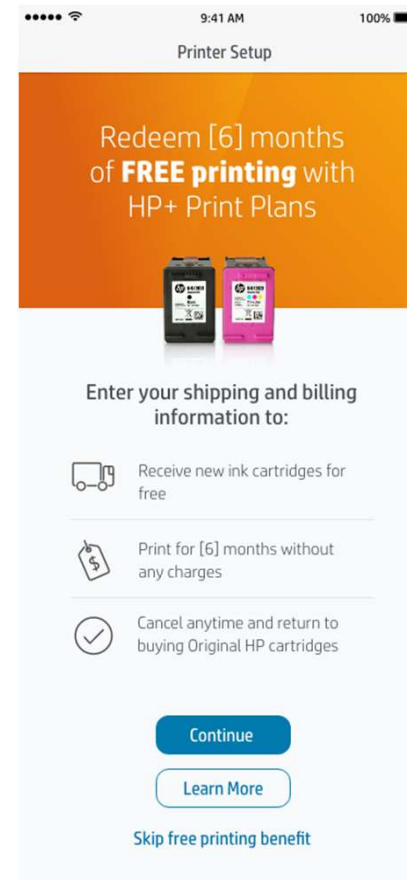 9:41 AM
100%
Printer Setup
Redeem [6] months
of FREE printing with
HP+ Print Plans
Enter your shipping and billing
information to:
Receive new ink cartridges for
free
Print for [6] months without
any charges
Cancel anytime and return to
buying Original HP cartridges
Continue
Learn More
Skip free printing benefit